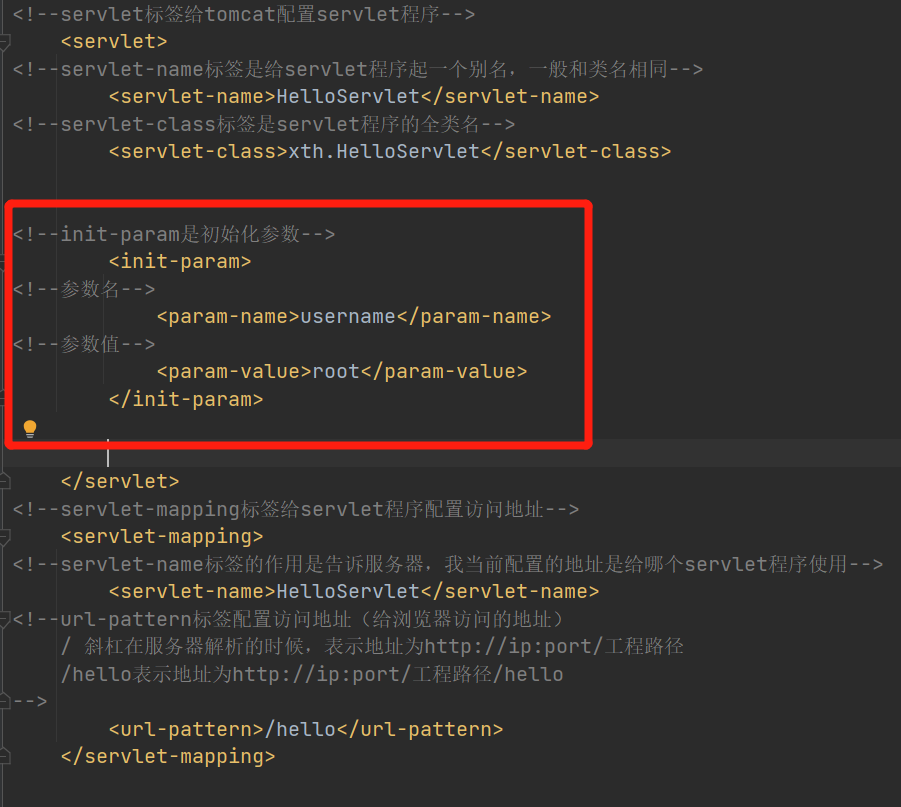 <!--servlet标签给tomcat配置servlet程序-->
<servlet>
<!--servlet-name标签是给servlet程序起一个别名，一般和类名相同-->
<servlet-name>HelloServlet</servlet-name>
<!--servlet-class标签是servlet程序的全类名-->
<servlet-class>xth.HelloServlet</servlet-class>
<!--init-param是初始化参数-->
<init-param>
<!--参数名-->
<param-name>username</param-name>
<!--参数值-->
<param-value>root</param-value>
</init-param>
</servlet>
<!--servlet-mapping标签给servlet程序配置访问地址-->
<servlet-mapping>
<!--servlet-name标签的作用是告诉服务器，我当前配置的地址是给哪个servlet程序使用-->
<servlet-name>HelloServlet</servlet-name>
<!--url-pattern标签配置访问地址（给浏览器访问的地址）
/ 斜杠在服务器解析的时候，表示地址为http://ip:port/工程路径
/hello表示地址为http://ip:port/工程路径/hello
-->
<url-pattern>/hello</url-pattern>
</servlet-mapping>